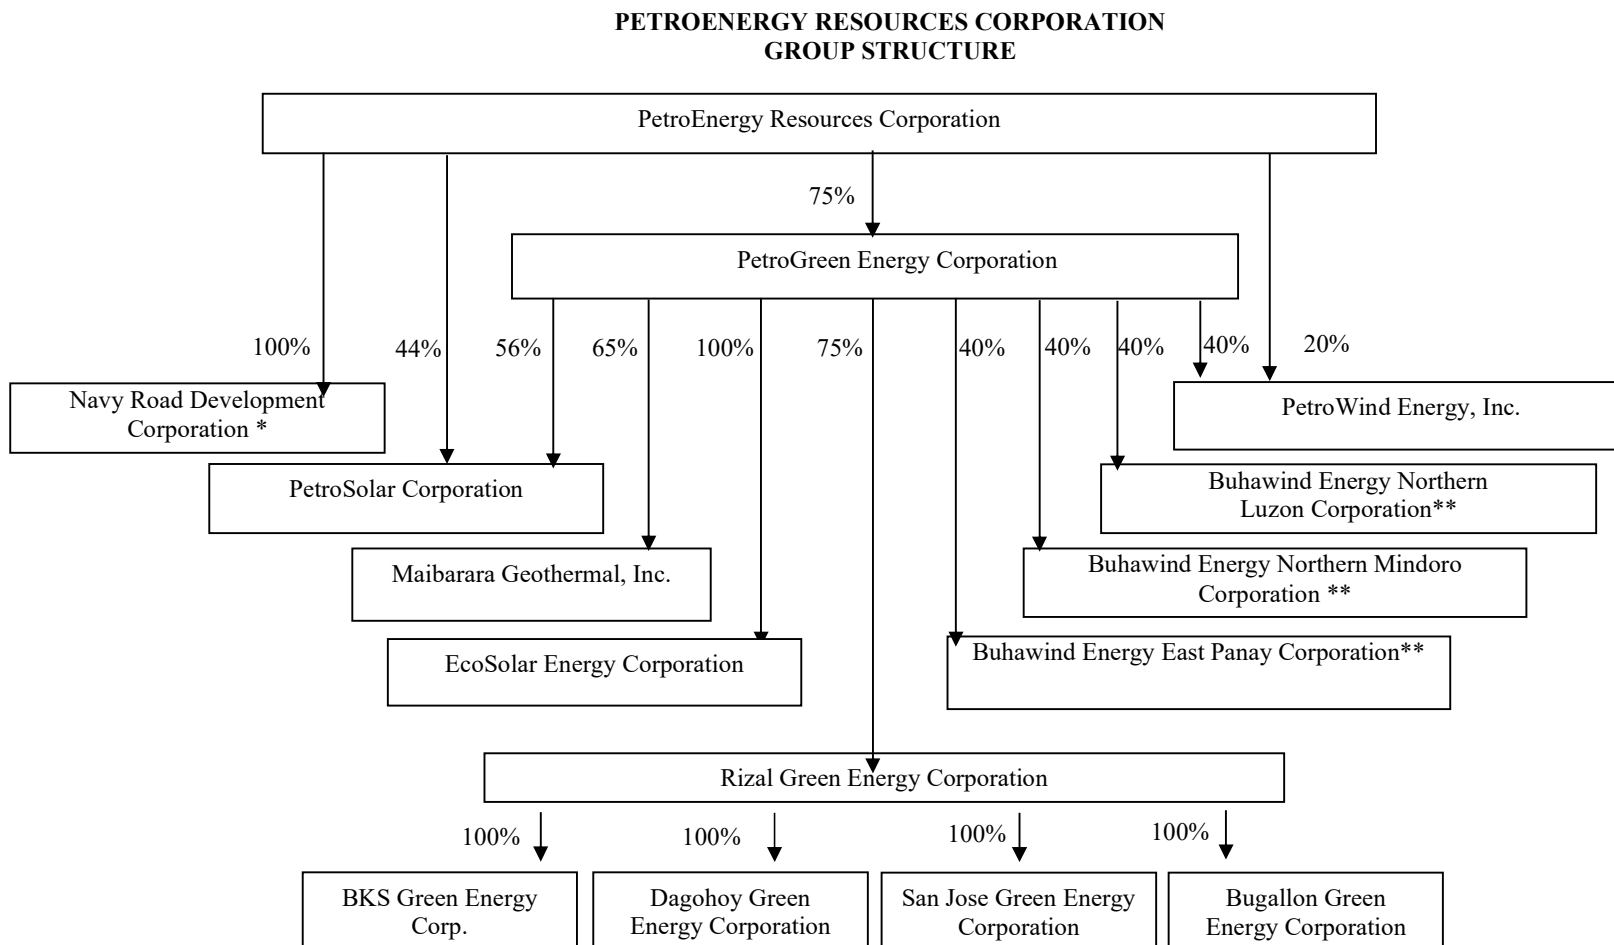 PETROENERGY RESOURCES CORPORATION
GROUP STRUCTURE
PetroEnergy Resources Corporation
75%
PetroGreen Energy Corporation
100%
44%
56%
65%
100%
75%
40%
40%
40%
40%
20%
Navy Road Development
Corporation *
PetroWind Energy, Inc.
PetroSolar Corporation
Buhawind Energy Northern
Luzon Corporation**
Maibarara Geothermal, Inc.
Buhawind Energy Northern Mindoro
Corporation **
EcoSolar Energy Corporation
Buhawind Energy East Panay Corporation**
Rizal Green Energy Corporation
100%
100%
100%
100%
BKS Green Energy
Corp.
Dagohoy Green
Energy Corporation
San Jose Green Energy
Corporation
Bugallon Green
Energy Corporation